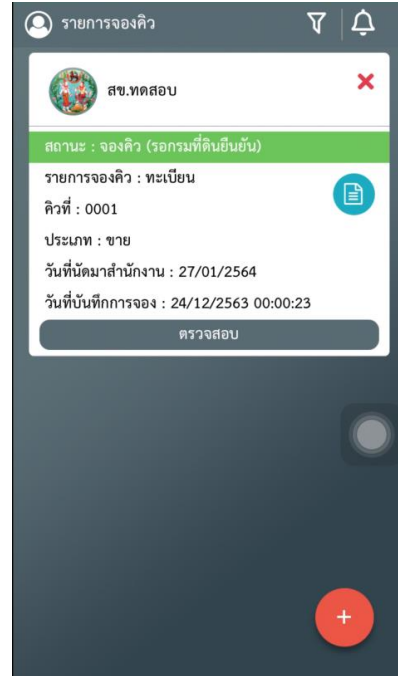 รายการจองคิว
สข.ทดสอบ
สถานะ : จองคิว (รอกรมที่ดินยืนยัน)
รายการจองคิว : ทะเบียน
คิวที่ : 0001
ประเภท : ขาย
วันที่นัดมาสำนักงาน : 27/01/2564
วันที่บันทึกการจอง : 24/12/2563 00:00:23
ตรวจสอบ
+